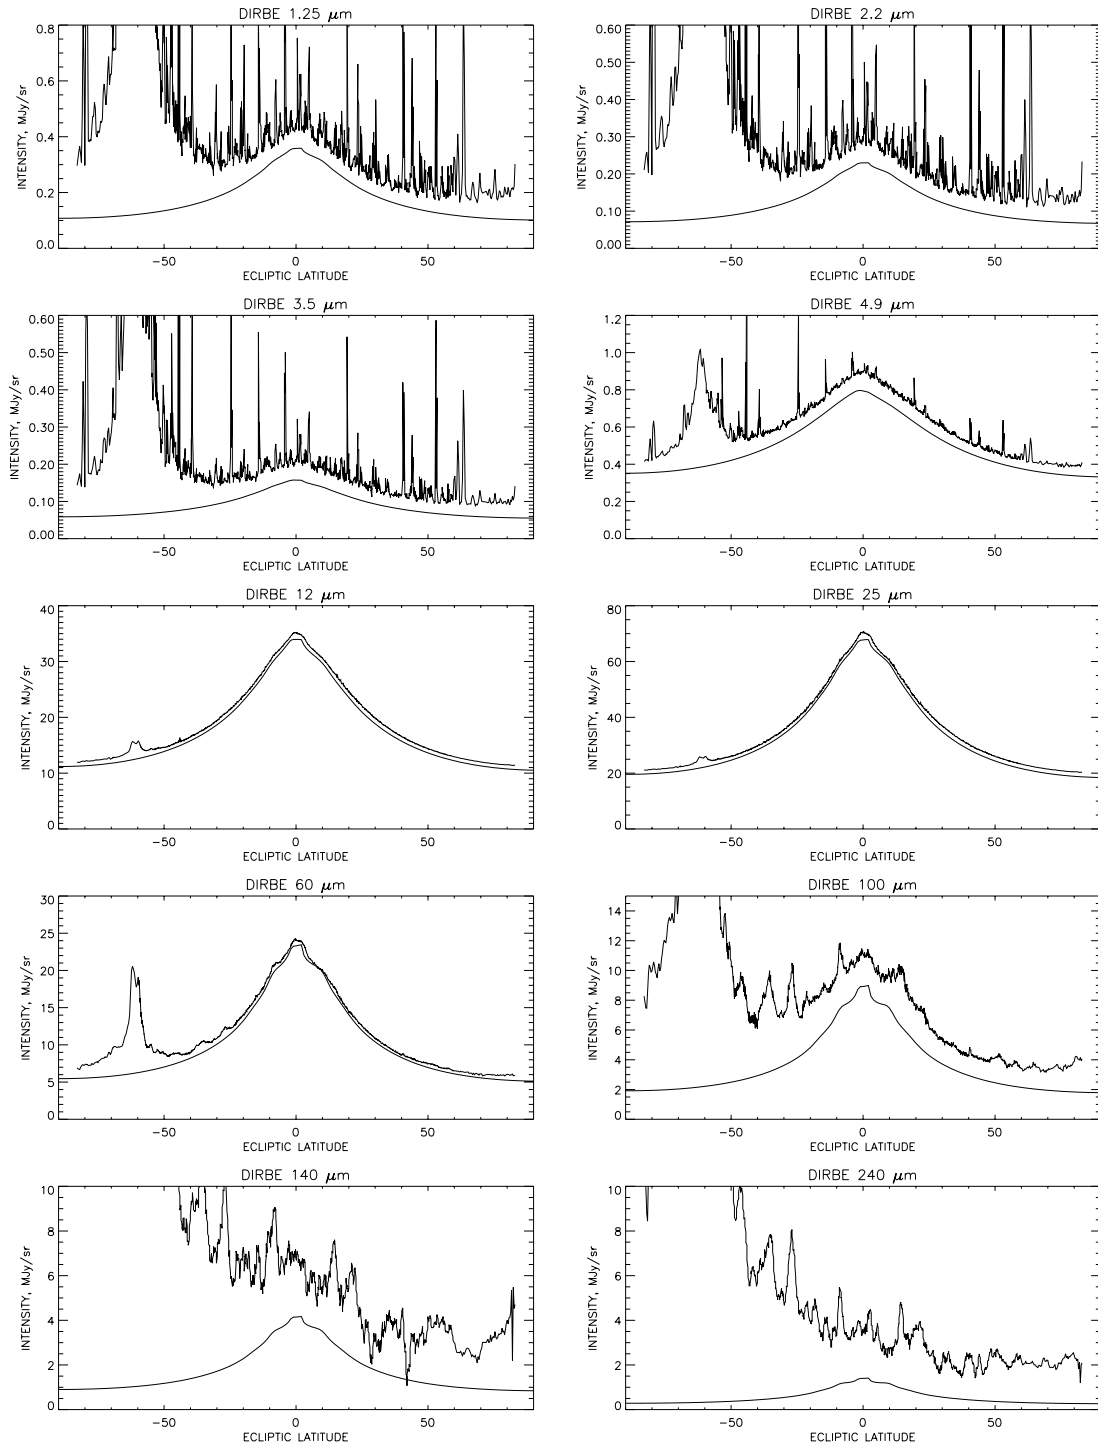 DIRBE 1.25 μm
INTENSITY, MJy/sr
0.8
0.6
0.4
0.2
0.0
−50 0 50
ECLIPTIC LATITUDE
DIRBE 2.2 μm
INTENSITY, MJy/sr
0.60
0.50
0.40
0.30
0.20
0.10
0.00
−50 0 50
ECLIPTIC LATITUDE
DIRBE 3.5 μm
INTENSITY, MJy/sr
0.60
0.50
0.40
0.30
0.20
0.10
0.00
−50 0 50
ECLIPTIC LATITUDE
DIRBE 4.9 μm
INTENSITY, MJy/sr
1.2
1.0
0.8
0.6
0.4
0.2
0.0
−50 0 50
ECLIPTIC LATITUDE
DIRBE 12 μm
INTENSITY, MJy/sr
40
30
20
10
0
−50 0 50
ECLIPTIC LATITUDE
DIRBE 25 μm
INTENSITY, MJy/sr
80
60
40
20
0
−50 0 50
ECLIPTIC LATITUDE
DIRBE 60 μm
INTENSITY, MJy/sr
30
25
20
15
10
5
0
−50 0 50
ECLIPTIC LATITUDE
DIRBE 100 μm
INTENSITY, MJy/sr
14
12
10
8
6
4
2
0
−50 0 50
ECLIPTIC LATITUDE
DIRBE 140 μm
INTENSITY, MJy/sr
10
8
6
4
2
0
−50 0 50
ECLIPTIC LATITUDE
DIRBE 240 μm
INTENSITY, MJy/sr
10
8
6
4
2
0
−50 0 50
ECLIPTIC LATITUDE